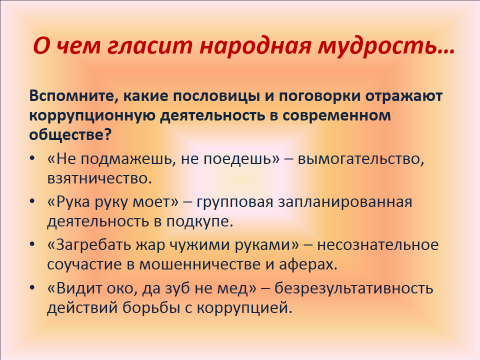 О чем гласит народная мудрость…
Вспомните, какие пословицы и поговорки отражают
коррупционную деятельность в современном
обществе?
• «Не подмажешь, не поедешь» – вымогательство,
взятничество.
• «Рука руку моет» – групповая запланированная
деятельность в подкупе.
• «Загребать жар чужими руками» – несознательное
соучастие в мошенничестве и аферах.
• «Видит око, да зуб не мед» – безрезультативность
действий борьбы с коррупцией.